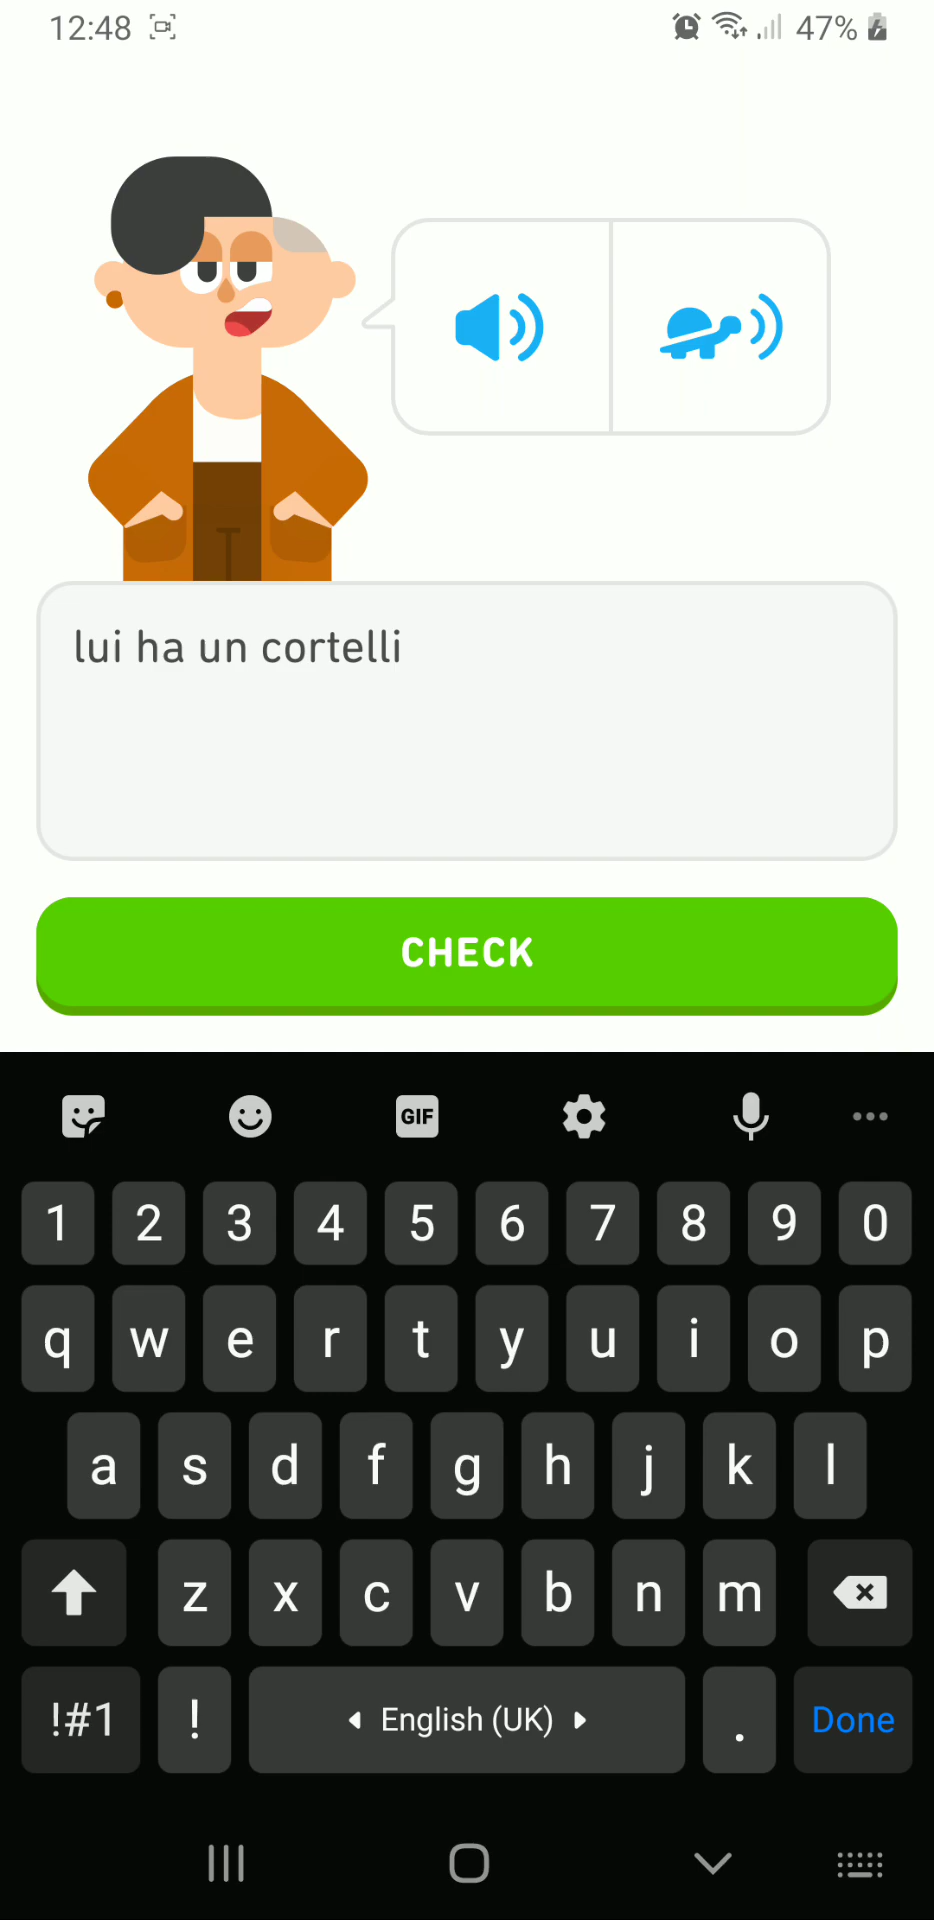 12:48 47%
lui ha un cortelli
CHECK
GIF
1 2 3 4 5 6 7 8 9 0
q w e r t y u i o p
a s d f g h j k l
z x c v b n m
!#1 ! English (UK) . Done